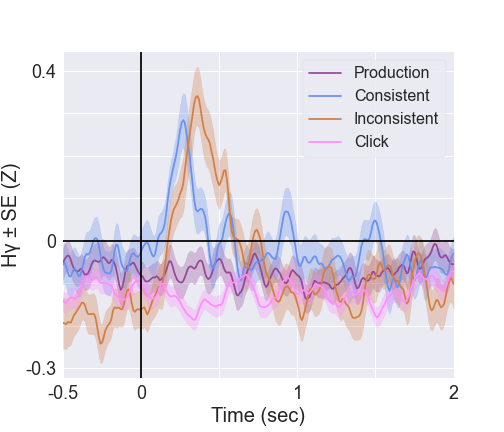 Production
Consistent
Inconsistent
Click
0.4
0
-0.3
Hγ ± SE (Z)
-0.5
0
1
2
Time (sec)